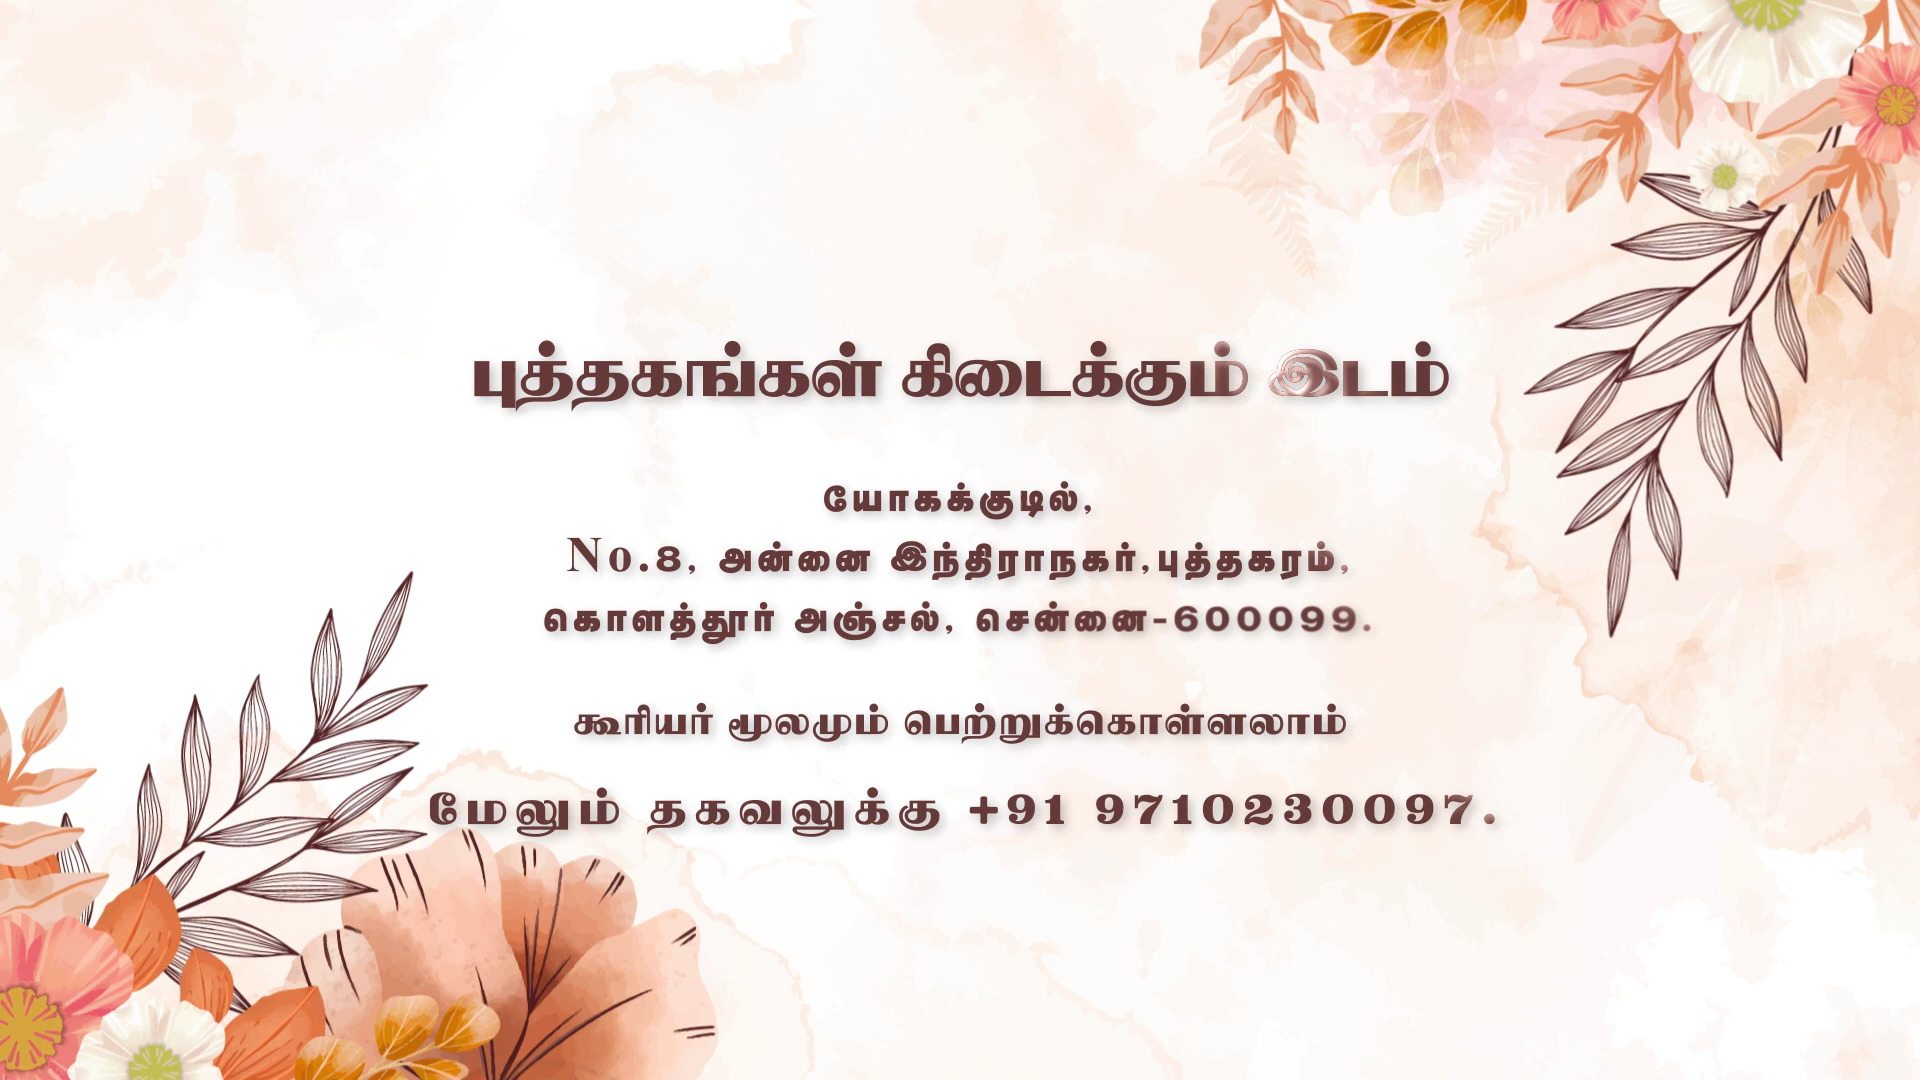 புத்தகங்கள் கிடைக்கும் இடம்
யோகக்குடில்,
No.8, அன்னை இந்திராநகர்,புத்தகரம்,
கொளத்தூர் அஞ்சல், சென்னை-600099.
கூரியர் மூலமும் பெற்றுக்கொள்ளலாம்
மேலும் தகவலுக்கு +91 9710230097.